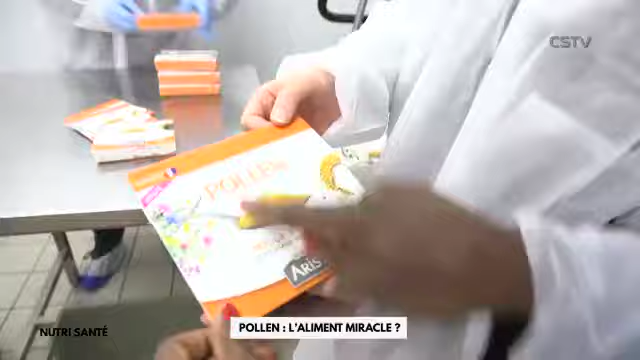 CSTV
POLLEN
ARIS
NUTRI SANTÉ
POLLEN : L'ALIMENT MIRACLE ?